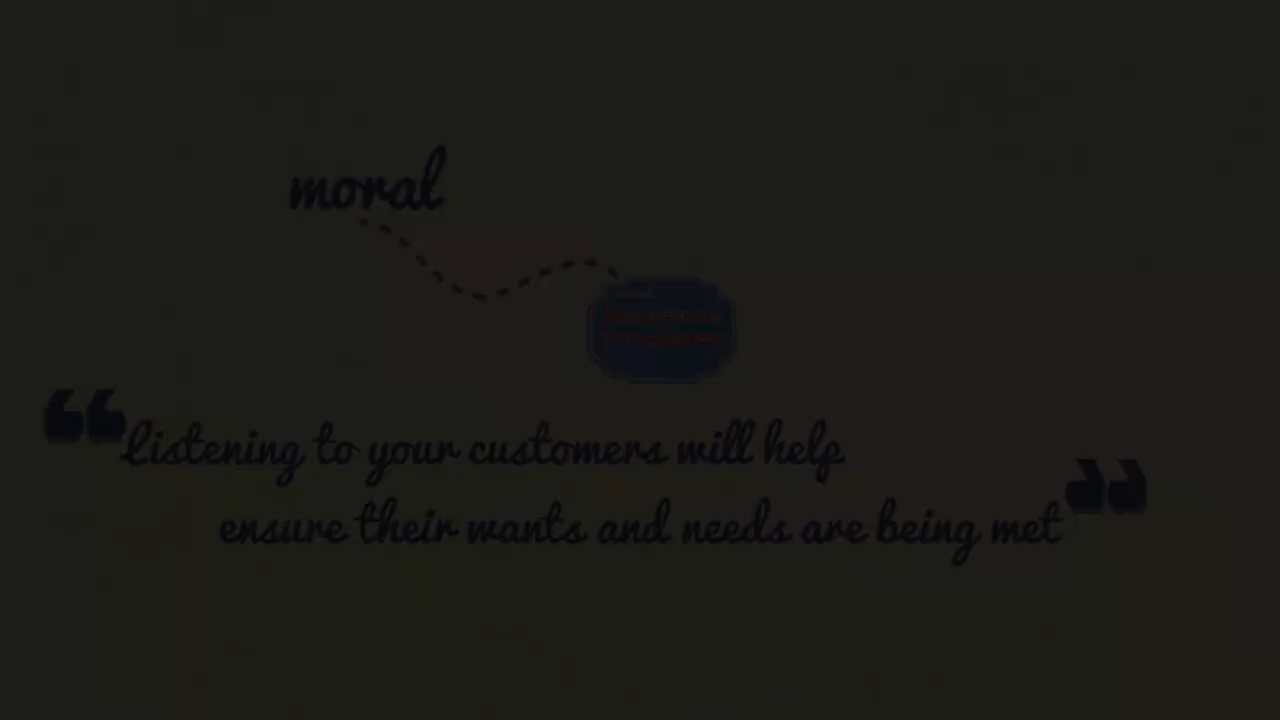 moral
“Listening to your customers will help
ensure their wants and needs are being met”